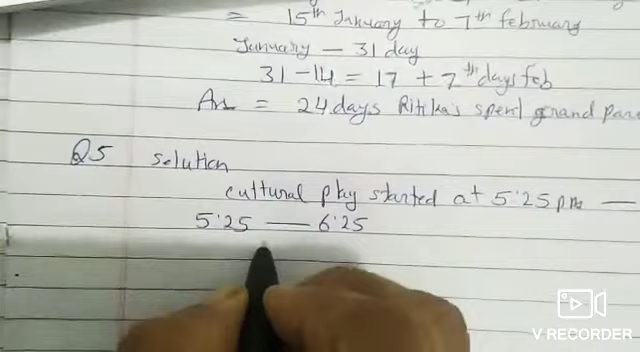 = 15th January to 7th february
January — 31 day
31 - 14 = 17 + 7th days feb
Ans = 24 days Ritika's spent grand pare
Q5 solution
cultural play started at 5:25 pm —
5:25 — 6:25
V RECORDER